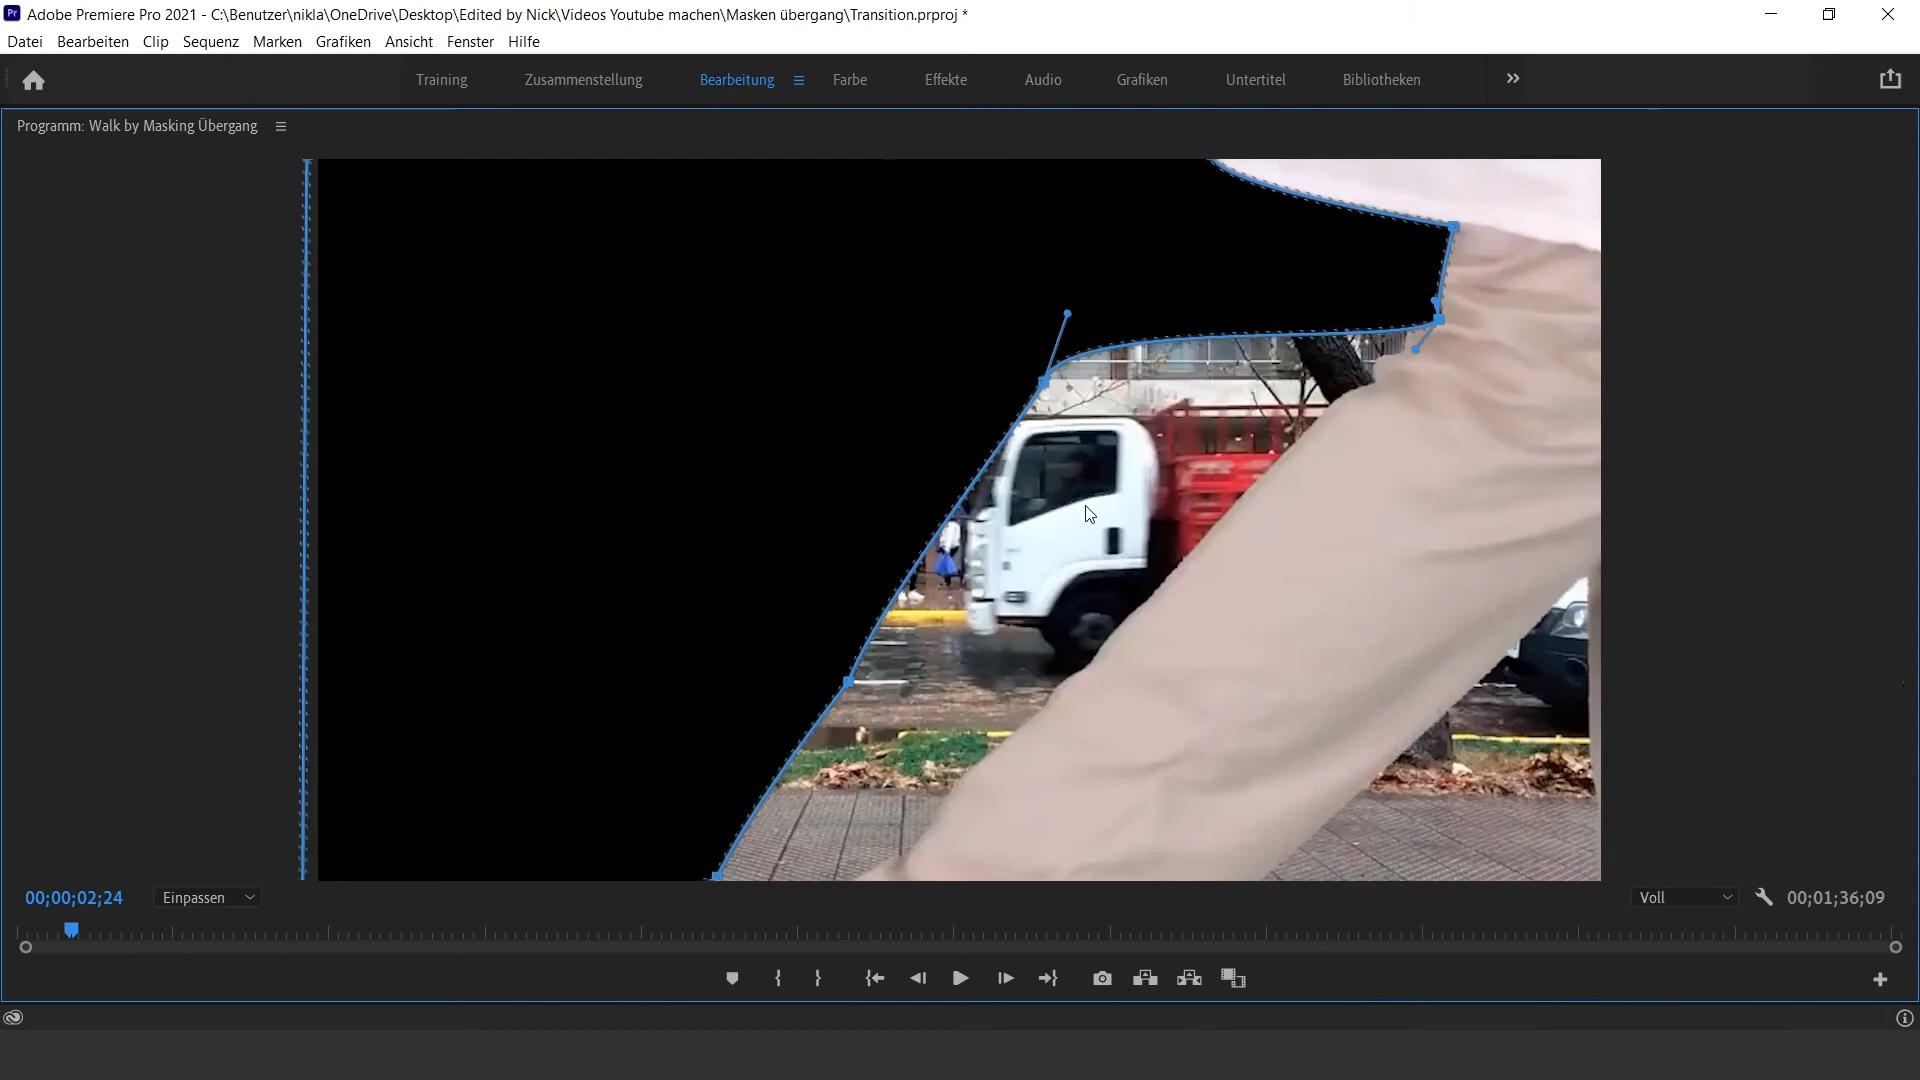 Pr Adobe Premiere Pro 2021 - C:\Benutzer\nikla\OneDrive\Desktop\Edited by Nick\Videos Youtube machen\Masken übergang\Transition.prproj *
Datei Bearbeiten Clip Sequenz Marken Grafiken Ansicht Fenster Hilfe
Training Zusammenstellung Bearbeitung Farbe Effekte Audio Grafiken Untertitel Bibliotheken
Programm: Walk by Masking Übergang
00;00;02;24 Einpassen Voll 00;01;36;09